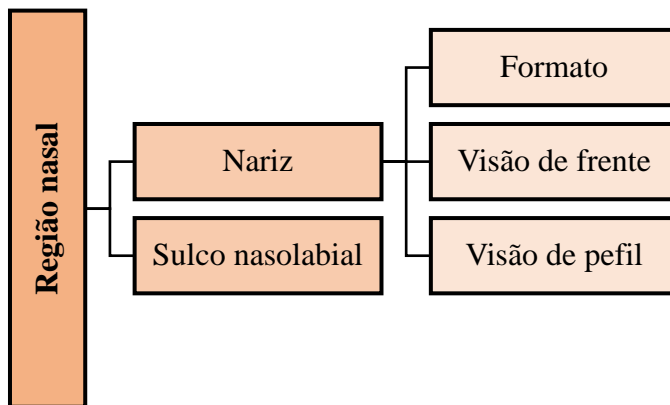 Região nasal
Nariz
Sulco nasolabial
Formato
Visão de frente
Visão de pefil